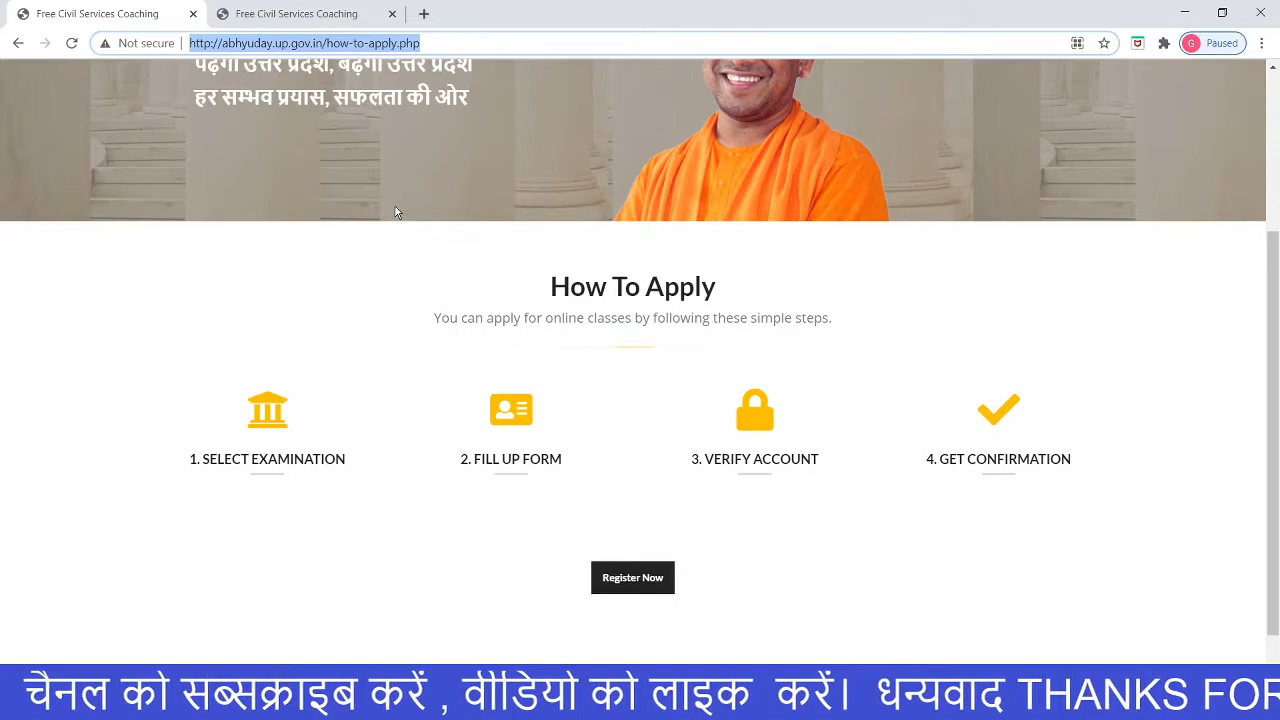 Free Civil Services Coaching
Free Civil Services Coaching
Not secure
http://abhyuday.up.gov.in/how-to-apply.php
G Paused
पढ़ेगा उत्तर प्रदेश, बढ़ेगा उत्तर प्रदेश
हर सम्भव प्रयास, सफलता की ओर
How To Apply
You can apply for online classes by following these simple steps.
1. SELECT EXAMINATION
2. FILL UP FORM
3. VERIFY ACCOUNT
4. GET CONFIRMATION
Register Now
चैनल को सब्सक्राइब करें , वीडियो को लाइक करें। धन्यवाद THANKS FOR